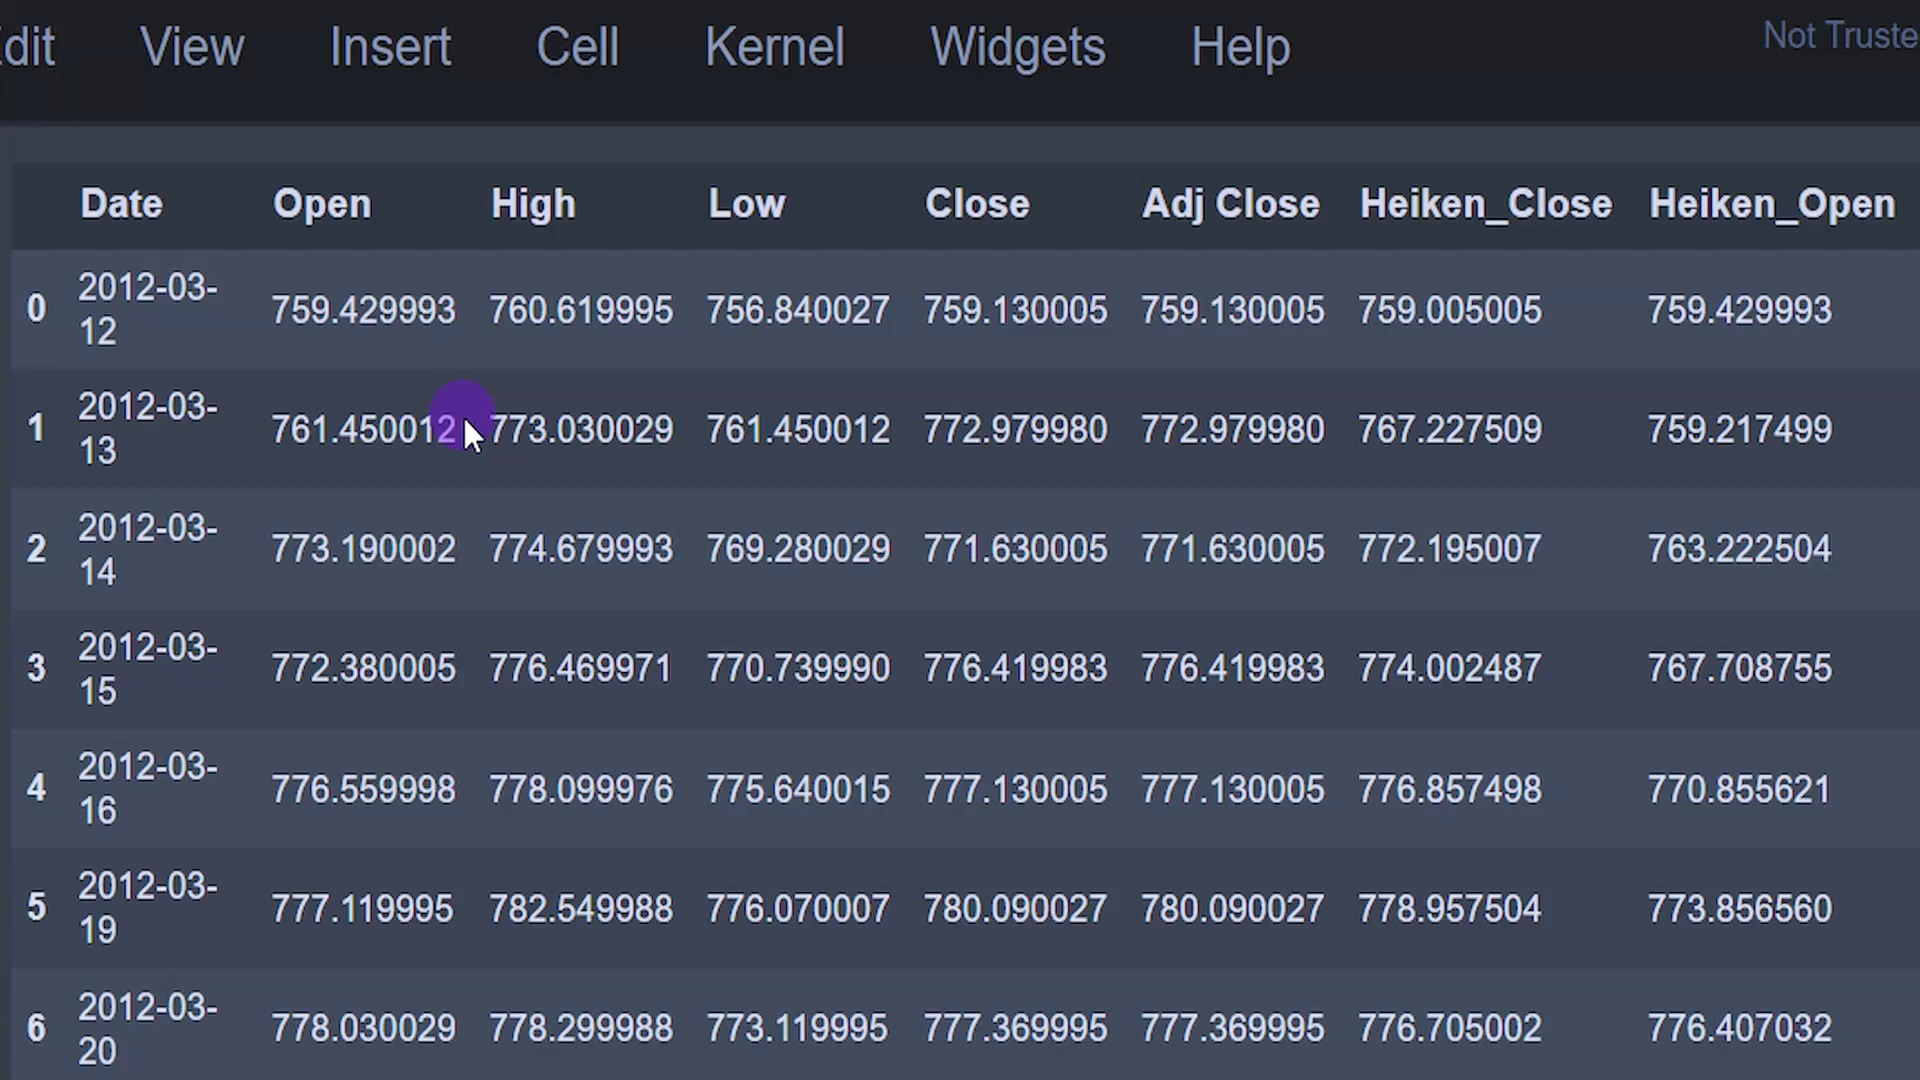 Edit View Insert Cell Kernel Widgets Help Not Truste
Date Open High Low Close Adj Close Heiken_Close Heiken_Open
0 2012-03-12 759.429993 760.619995 756.840027 759.130005 759.130005 759.005005 759.429993
1 2012-03-13 761.450012 773.030029 761.450012 772.979980 772.979980 767.227509 759.217499
2 2012-03-14 773.190002 774.679993 769.280029 771.630005 771.630005 772.195007 763.222504
3 2012-03-15 772.380005 776.469971 770.739990 776.419983 776.419983 774.002487 767.708755
4 2012-03-16 776.559998 778.099976 775.640015 777.130005 777.130005 776.857498 770.855621
5 2012-03-19 777.119995 782.549988 776.070007 780.090027 780.090027 778.957504 773.856560
6 2012-03-20 778.030029 778.299988 773.119995 777.369995 777.369995 776.705002 776.407032